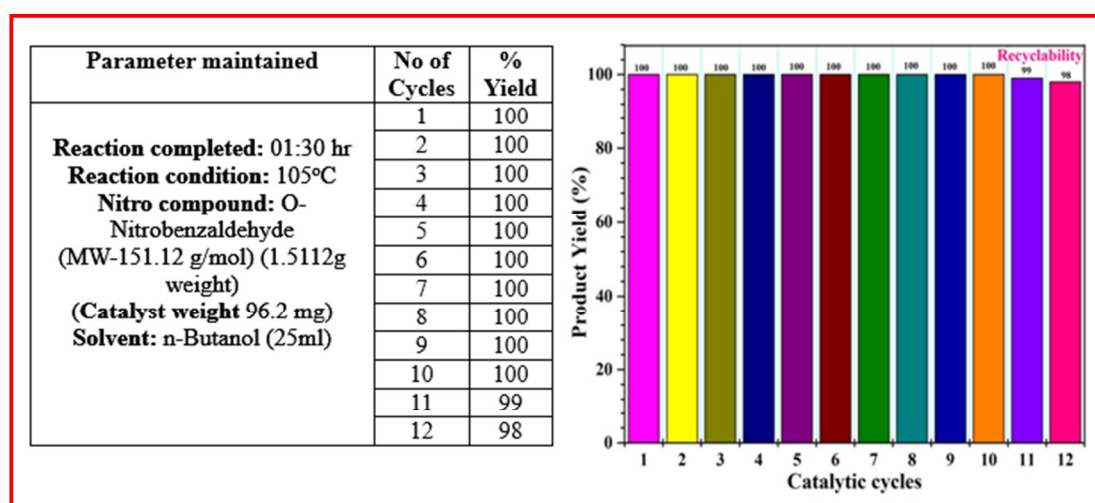 Parameter maintained
No of
Cycles
%
Yield
Reaction completed: 01:30 hr
Reaction condition: 105°C
Nitro compound: O-
Nitrobenzaldehyde
(MW-151.12 g/mol) (1.5112g
weight)
(Catalyst weight 96.2 mg)
Solvent: n-Butanol (25ml)
1 100
2 100
3 100
4 100
5 100
6 100
7 100
8 100
9 100
10 100
11 99
12 98
Recyclability
100 100 100 100 100 100 100 100 100 100 99 98
100
80
60
40
20
0
Product Yield (%)
1 2 3 4 5 6 7 8 9 10 11 12
Catalytic cycles